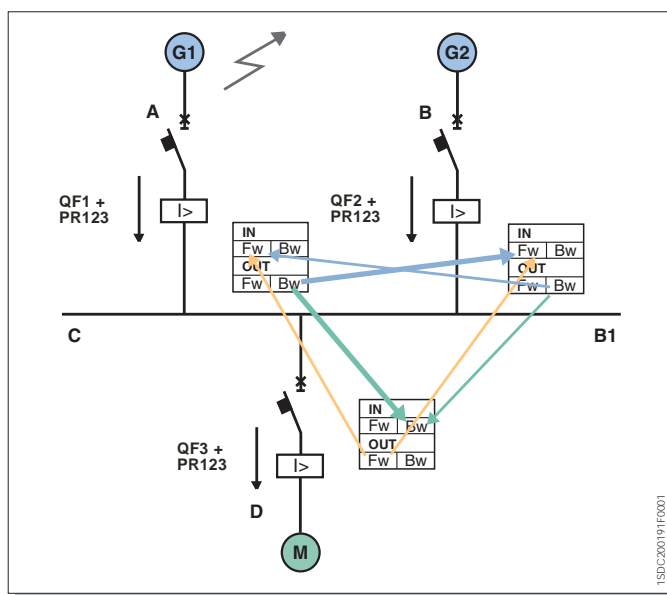 G1
G2
A
B
QF1 +
PR123
I>
QF2 +
PR123
I>
IN
Fw Bw
OUT
Fw Bw
IN
Fw Bw
OUT
Fw Bw
C
B1
QF3 +
PR123
I>
IN
Fw Bw
OUT
Fw Bw
D
M
1SDC200191F0001